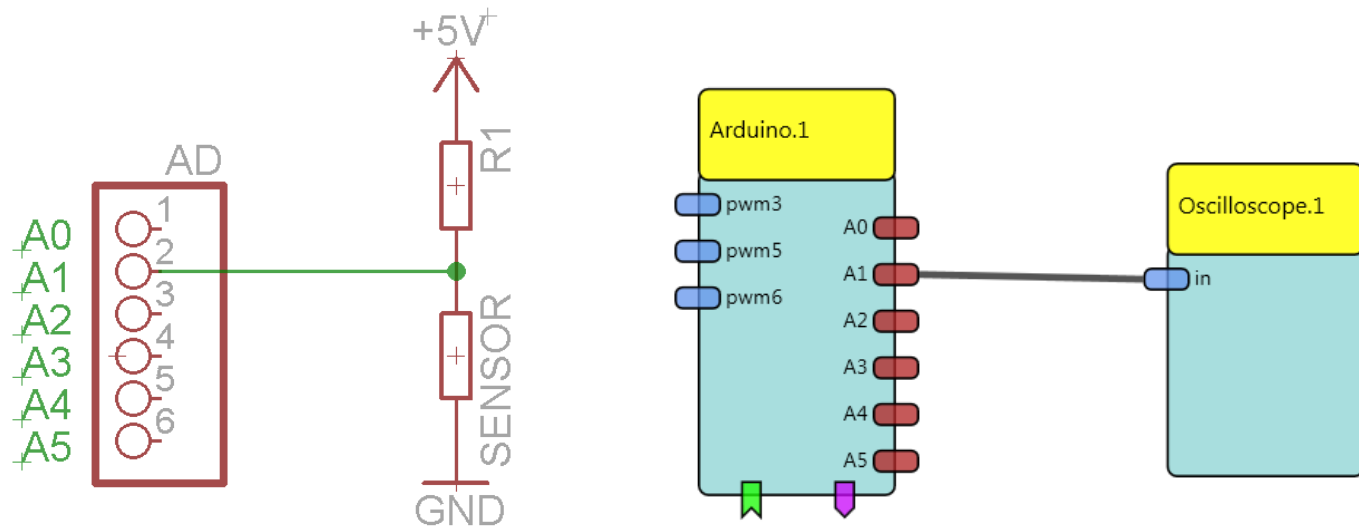 +5V
R1
AD
1
A0
2
A1
3
A2
4
A3
5
A4
6
A5
SENSOR
GND
Arduino.1
pwm3
A0
pwm5
A1
pwm6
A2
A3
A4
A5
Oscilloscope.1
in